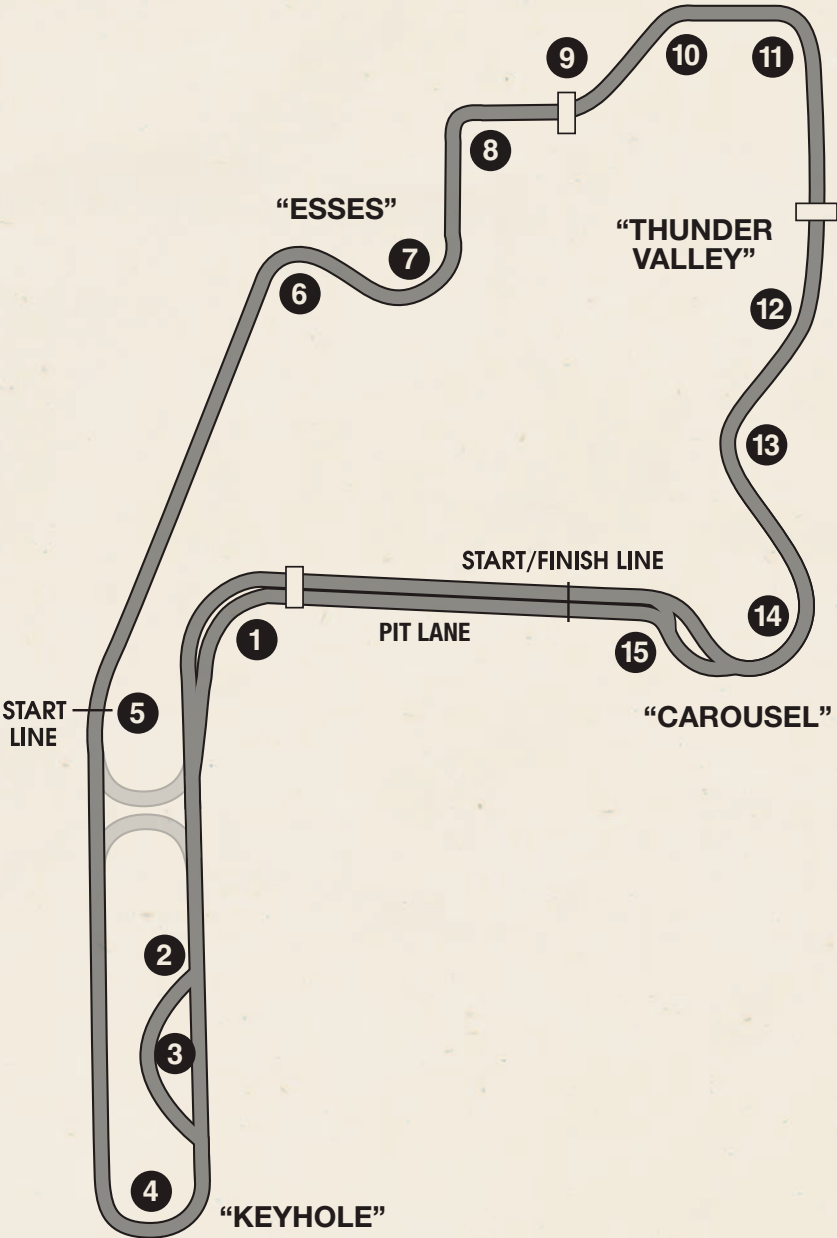 9
10
11
8
“ESSES”
“THUNDER
VALLEY”
7
6
12
13
START/FINISH LINE
14
1
PIT LANE
15
START
LINE
5
“CAROUSEL”
2
3
4
“KEYHOLE”